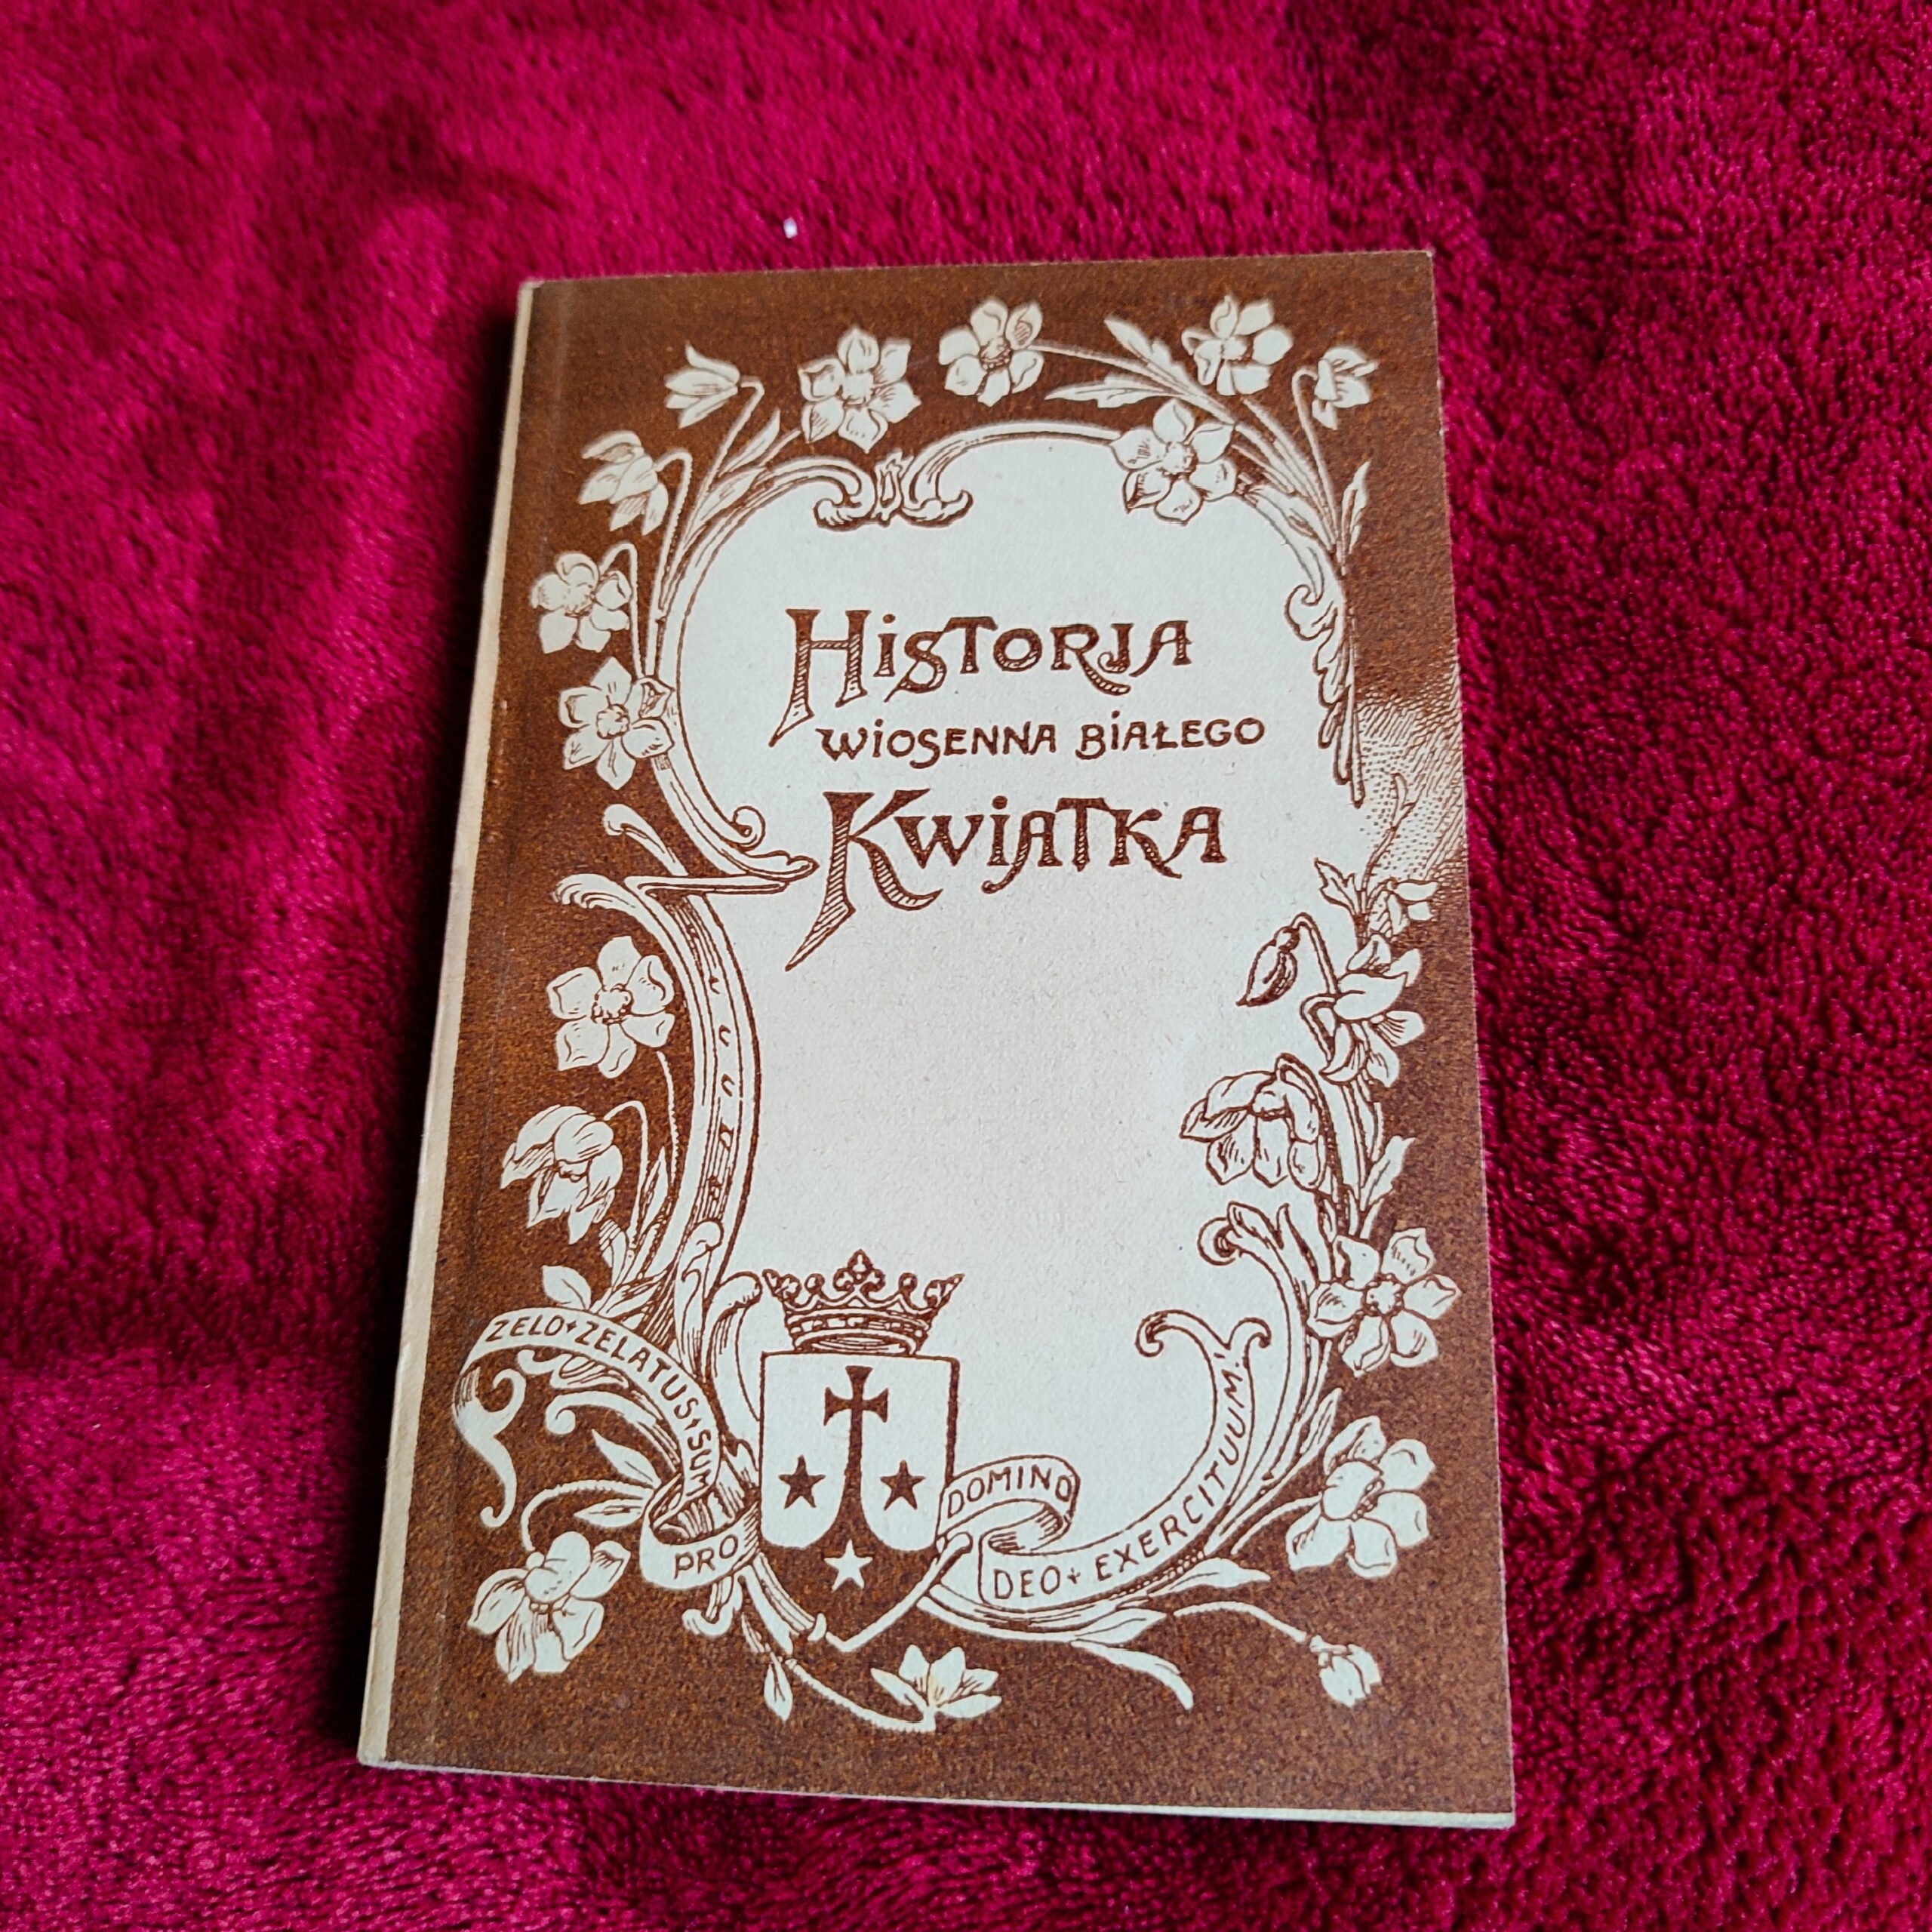 HISTORJA
WIOSENNA BIAŁEGO
KWIATKA
ZELO + ZELATUS + SUM
PRO
DOMINO
DEO + EXERCITUUM.